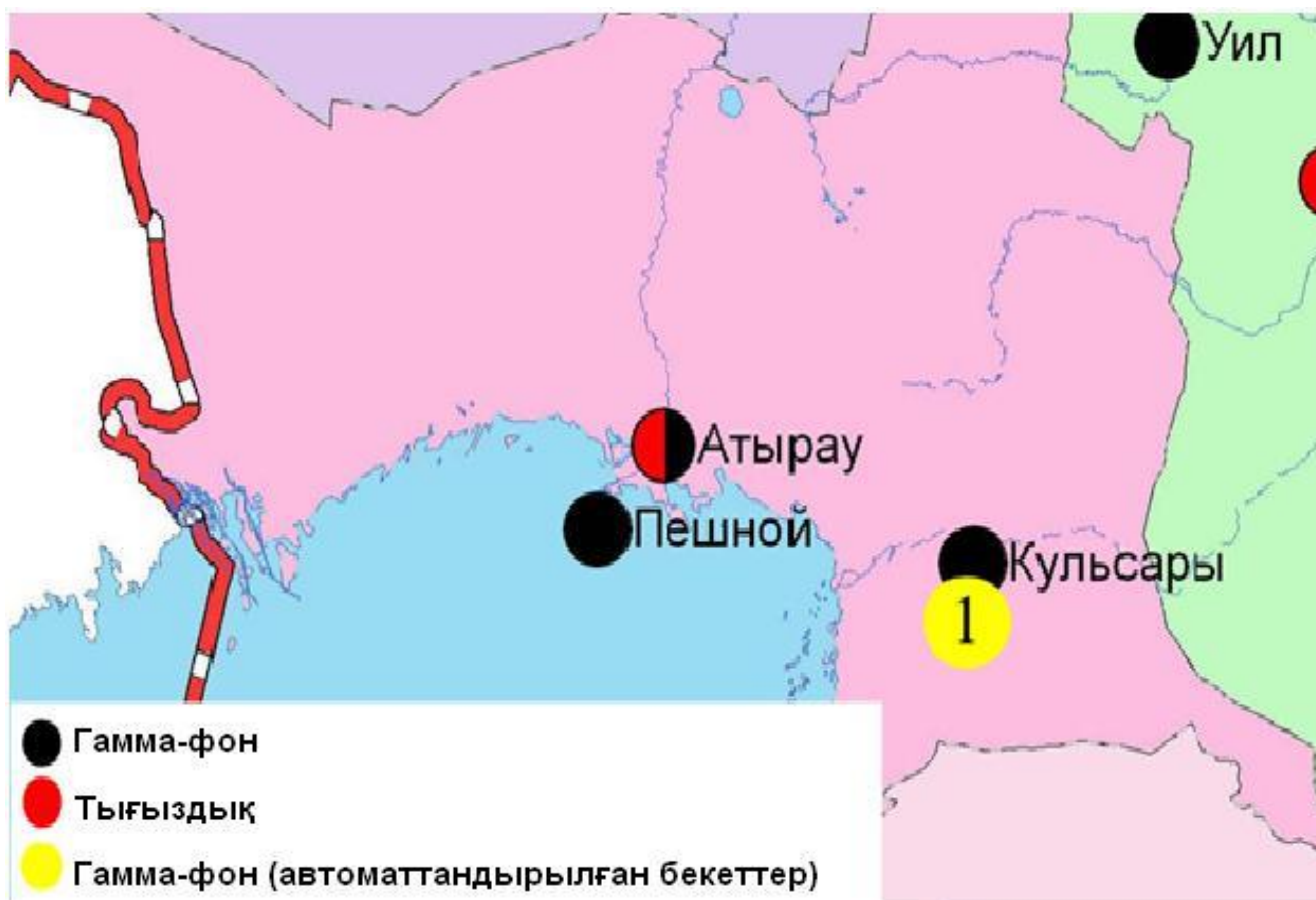 Уил
Атырау
Пешной
Кульсары
1
Гамма-фон
Тығыздық
Гамма-фон (автоматтандырылған бекеттер)